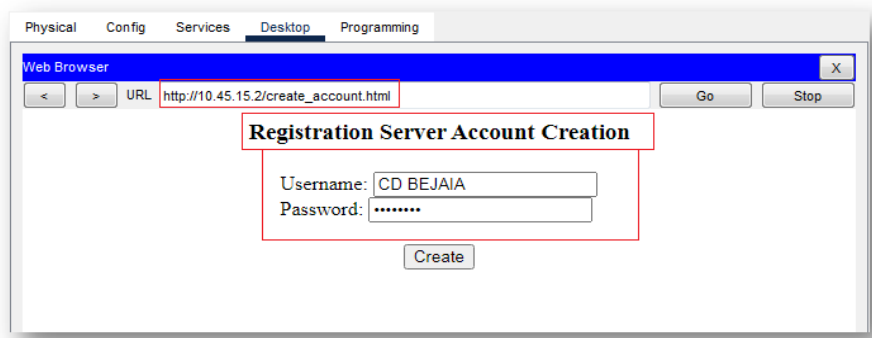 Physical Config Services Desktop Programming
Web Browser X
< > URL http://10.45.15.2/create_account.html Go Stop
Registration Server Account Creation
Username: CD BEJAIA
Password: ••••••••
Create